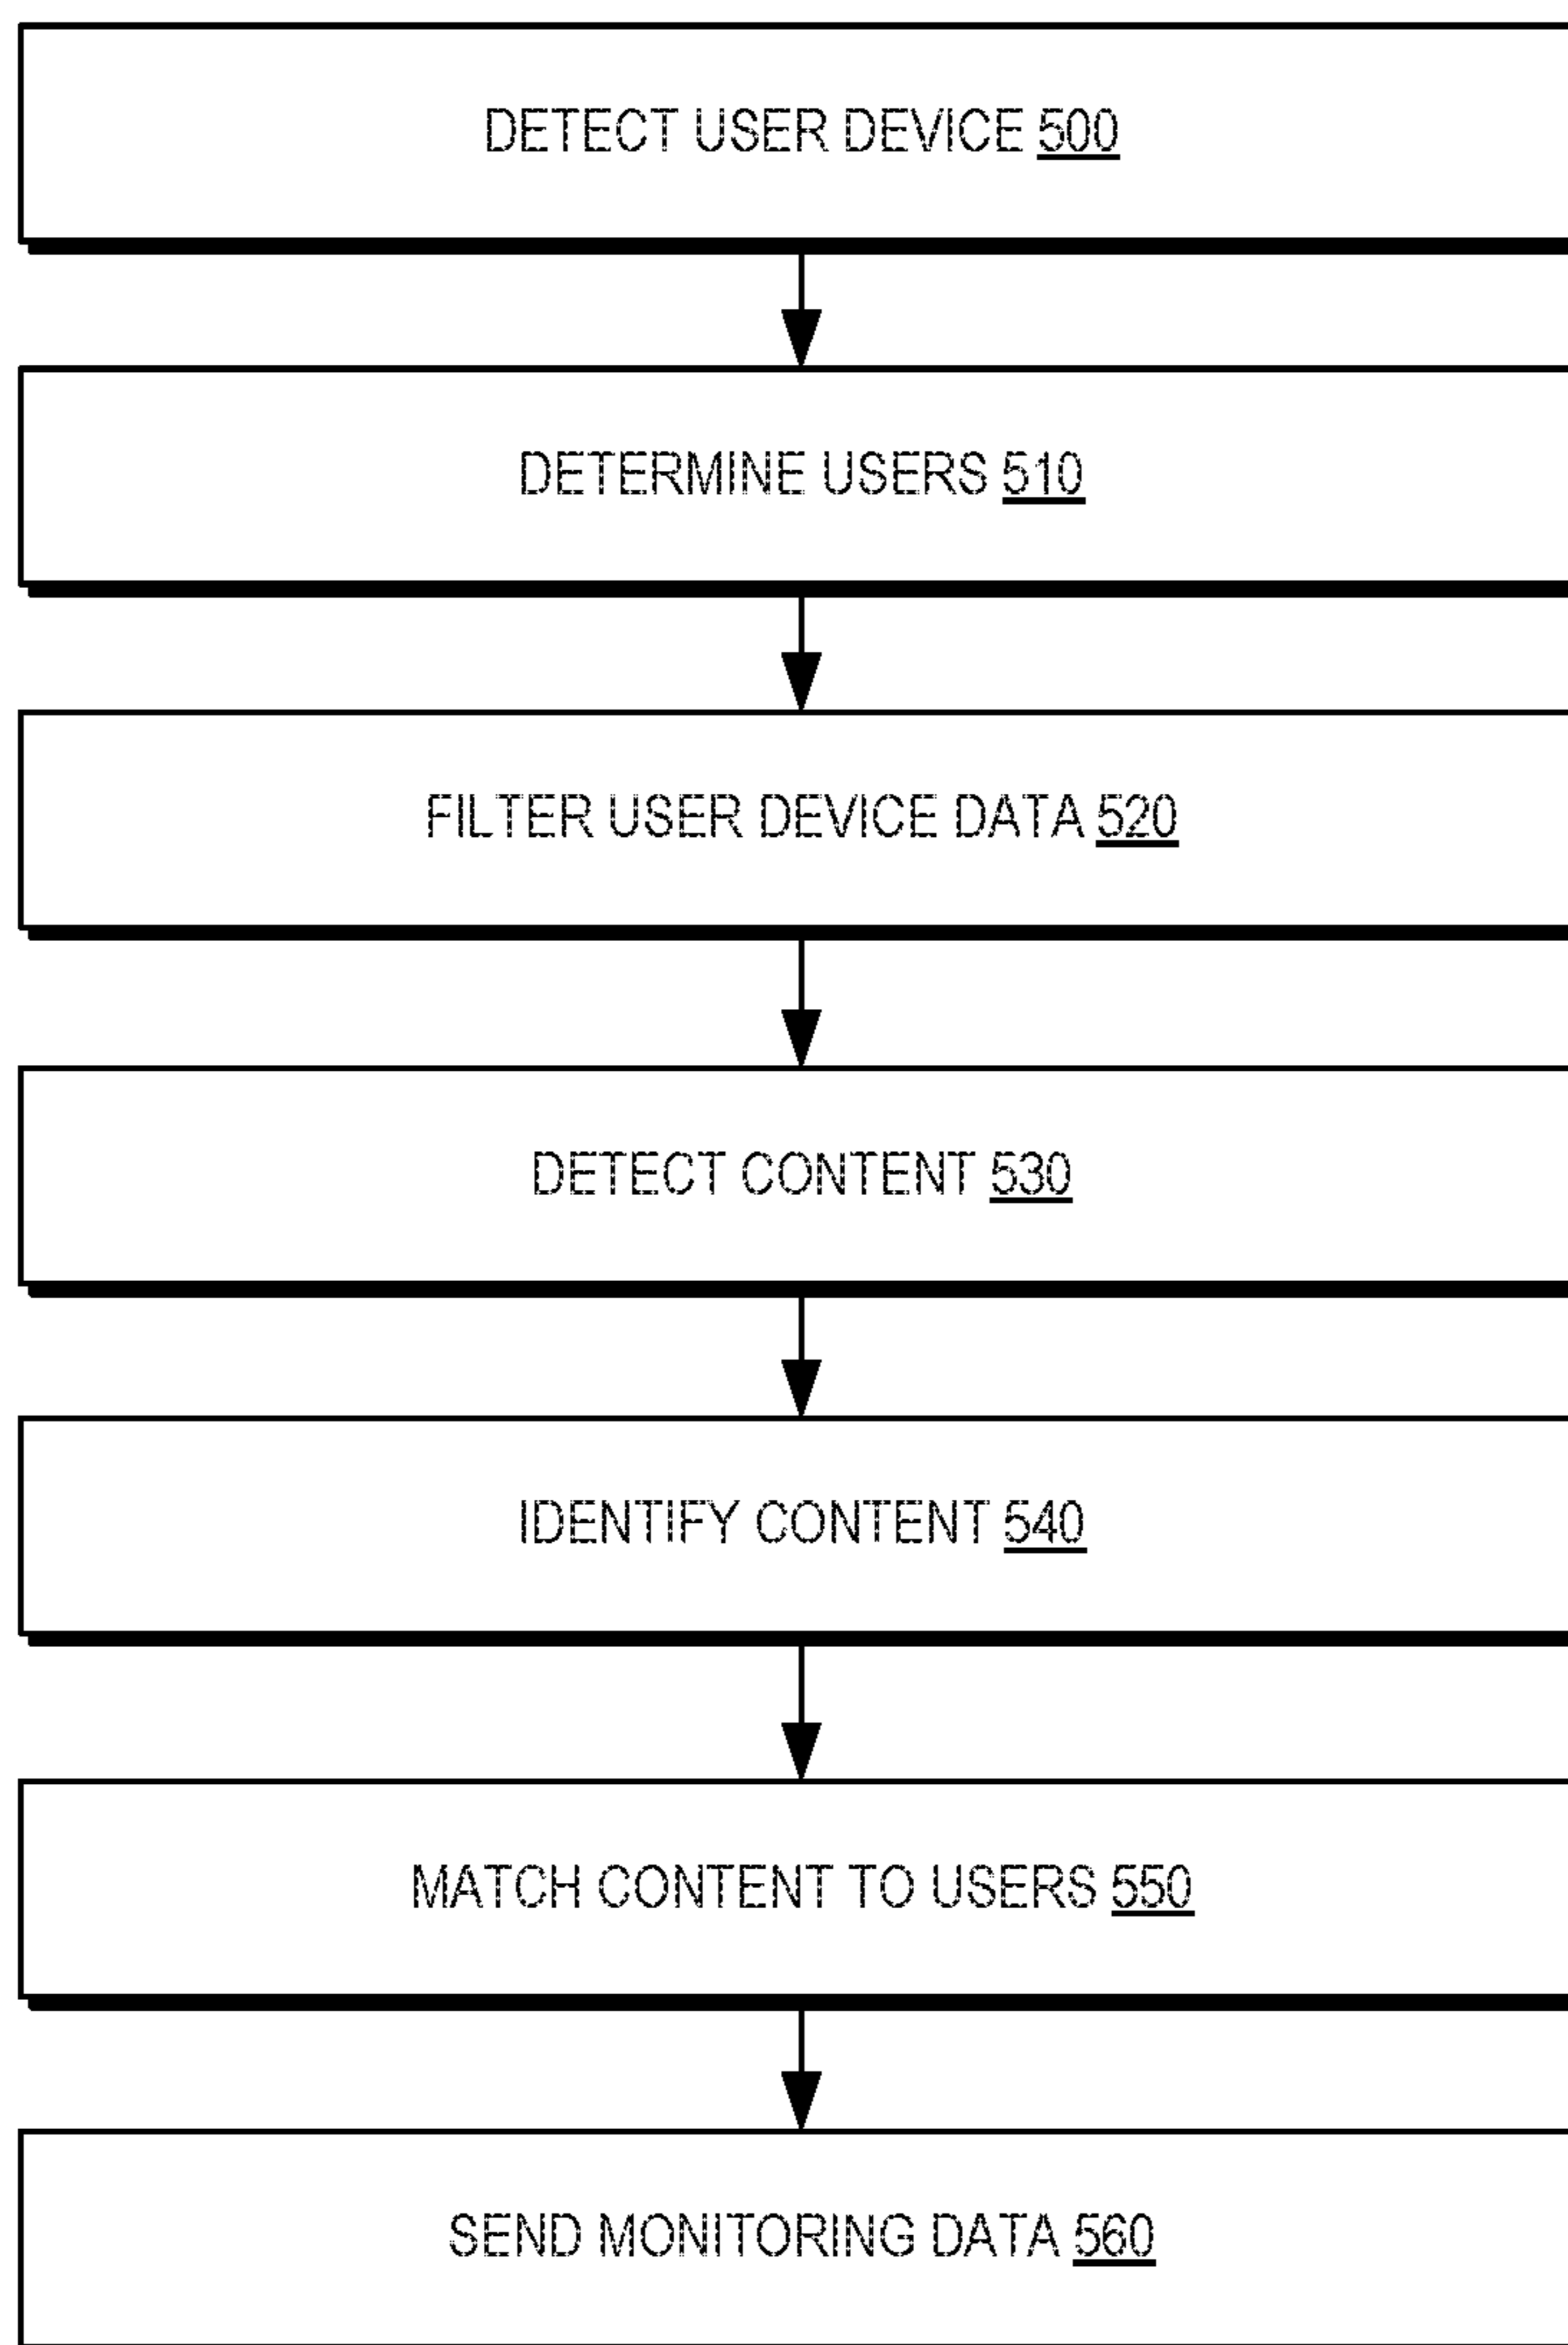 DETECT USER DEVICE 500
DETERMINE USERS 510
FILTER USER DEVICE DATA 520
DETECT CONTENT 530
IDENTIFY CONTENT 540
MATCH CONTENT TO USERS 550
SEND MONITORING DATA 560